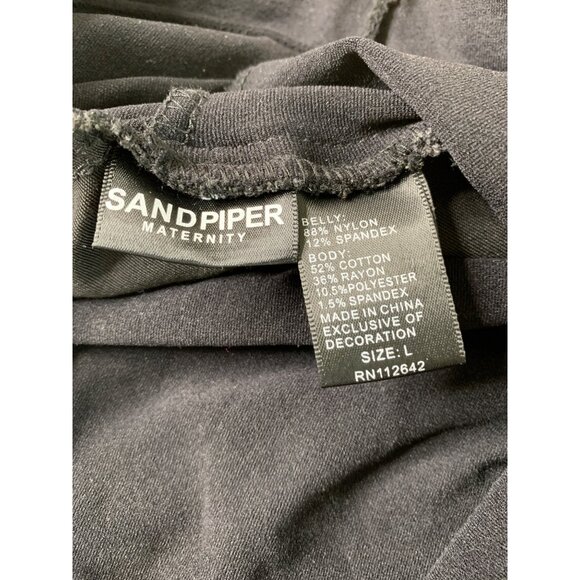 SANDPIPER
MATERNITY
BELLY:
88% NYLON
12% SPANDEX
BODY:
52% COTTON
36% RAYON
10.5%POLYESTER
1.5% SPANDEX
MADE IN CHINA
EXCLUSIVE OF
DECORATION
SIZE: L
RN112642